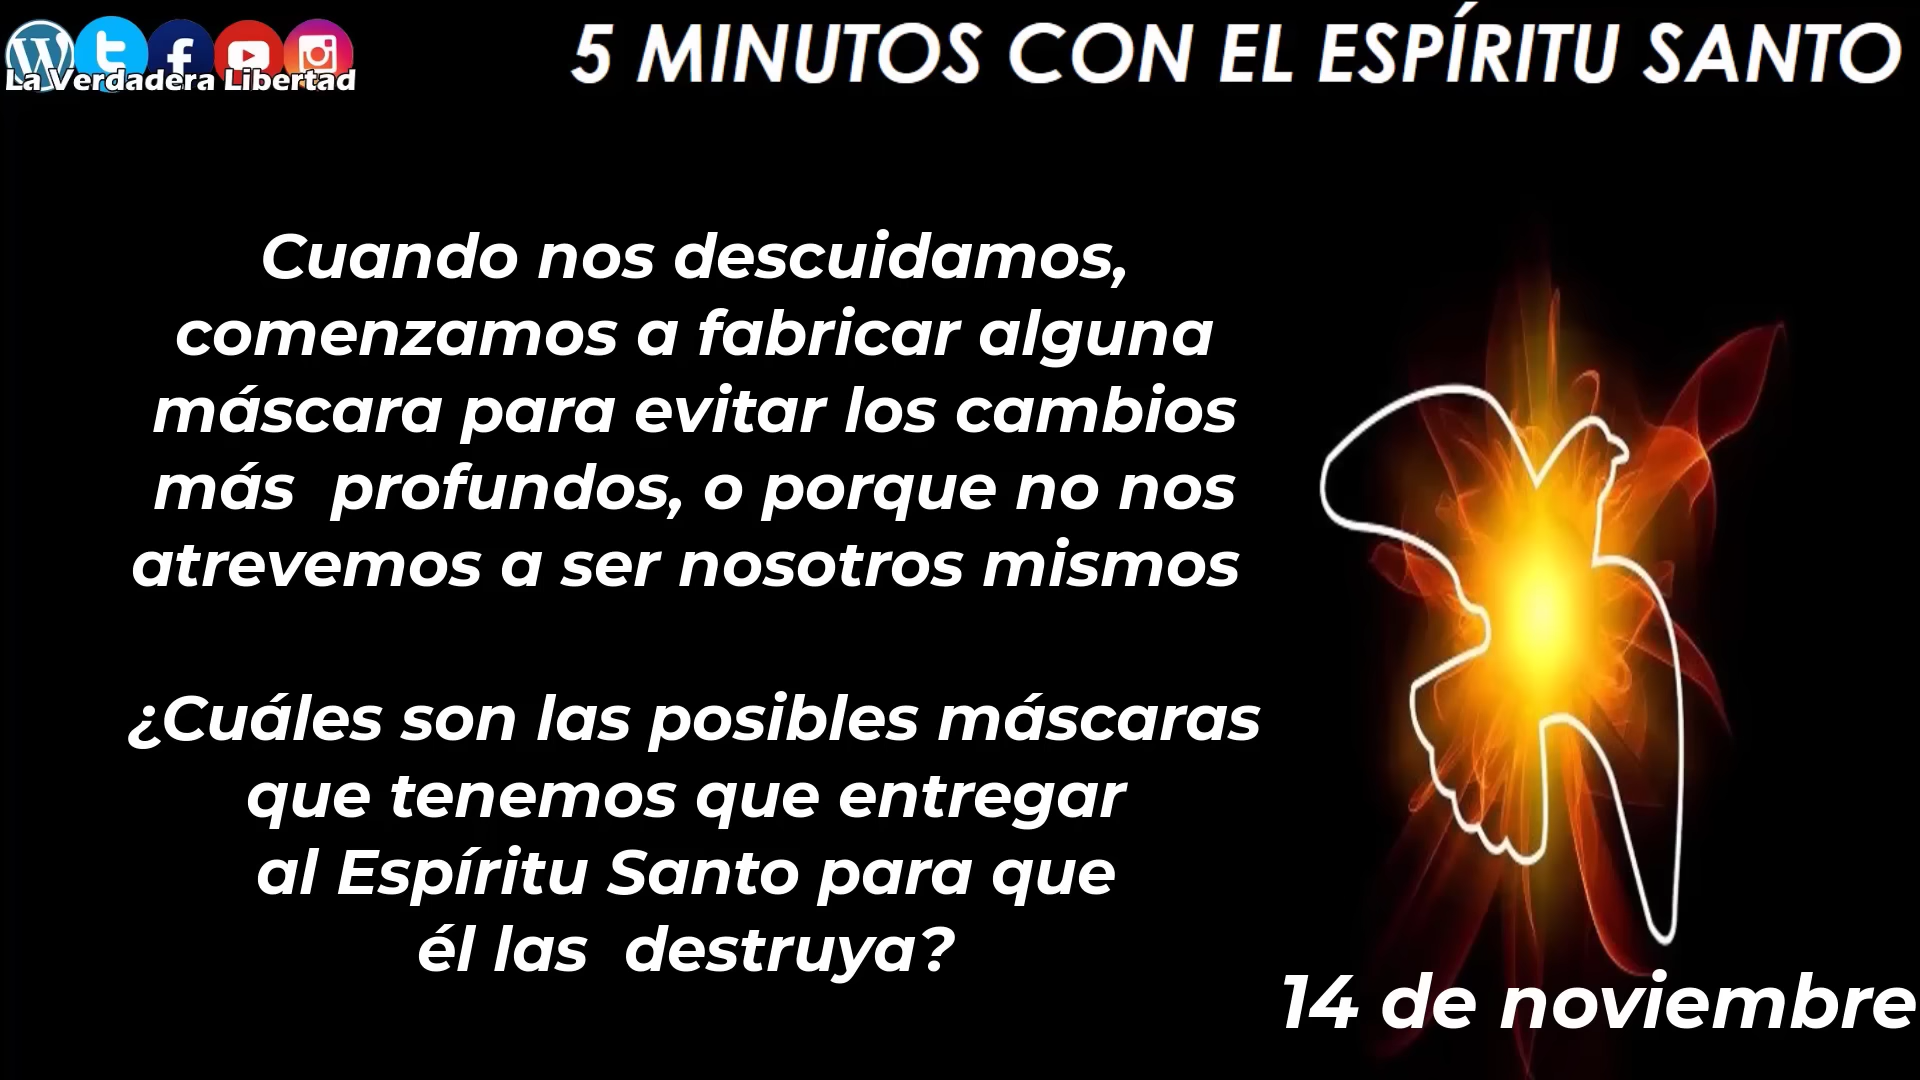 La Verdadera Libertad
5 MINUTOS CON EL ESPÍRITU SANTO
Cuando nos descuidamos,
comenzamos a fabricar alguna
máscara para evitar los cambios
más profundos, o porque no nos
atrevemos a ser nosotros mismos
¿Cuáles son las posibles máscaras
que tenemos que entregar
al Espíritu Santo para que
él las destruya?
14 de noviembre